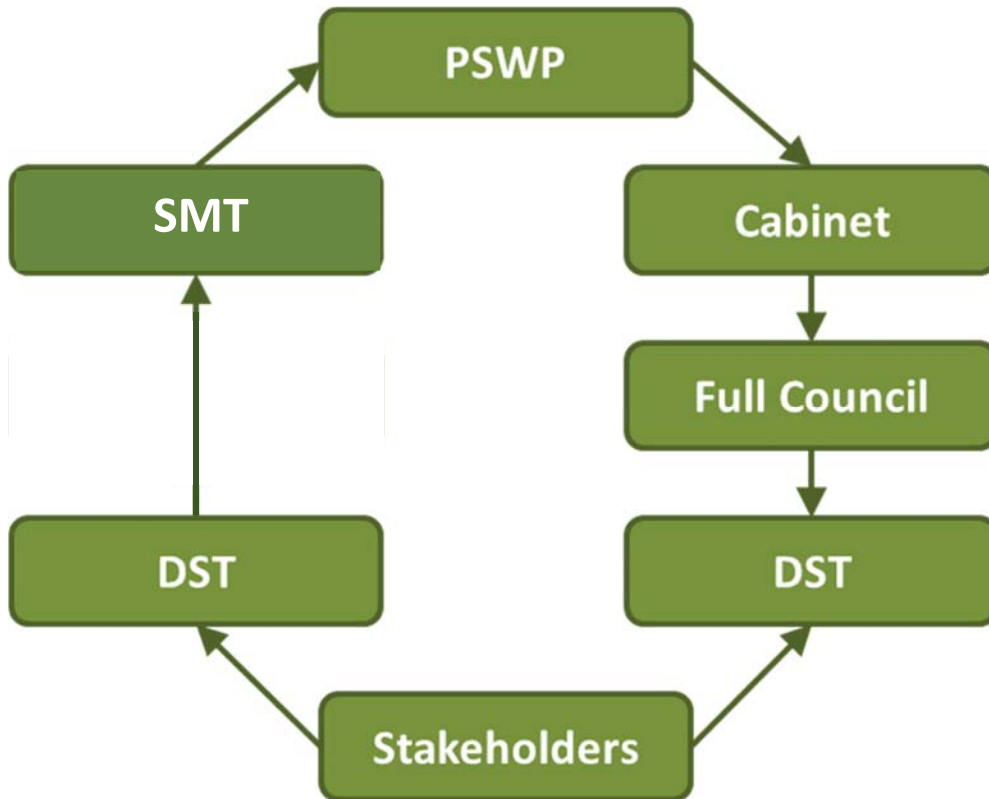 PSWP
SMT
Cabinet
Full Council
DST
DST
Stakeholders